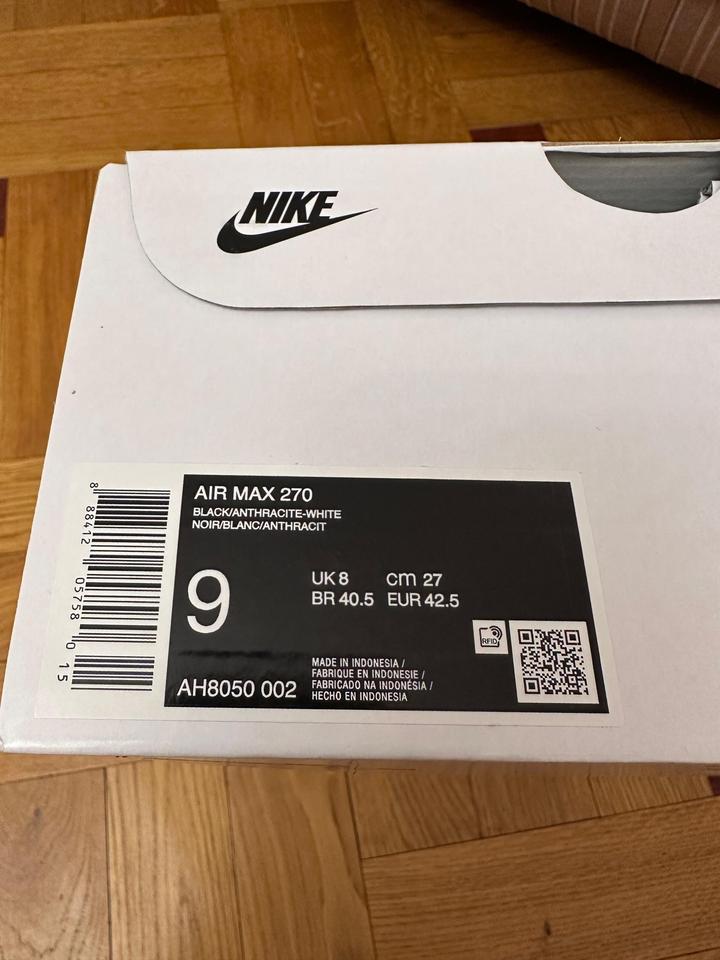 NIKE
AIR MAX 270
BLACK/ANTHRACITE-WHITE
NOIR/BLANC/ANTHRACIT
9
UK 8 cm 27
BR 40.5 EUR 42.5
RFID
AH8050 002
MADE IN INDONESIA /
FABRIQUE EN INDONESIE /
FABRICADO NA INDONÉSIA /
HECHO EN INDONESIA
8 88412 05758 0 15